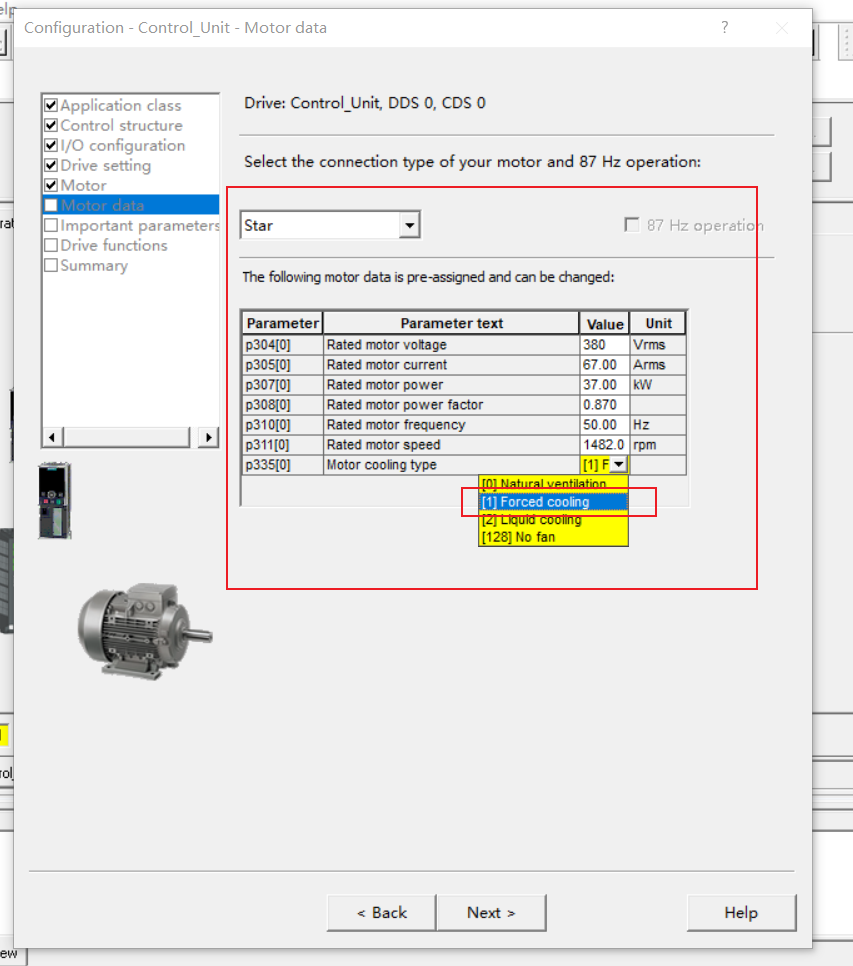 Configuration - Control_Unit - Motor data ?
Application class
Control structure
I/O configuration
Drive setting
Motor
Motor data
Important parameters
Drive functions
Summary
Drive: Control_Unit, DDS 0, CDS 0
Select the connection type of your motor and 87 Hz operation:
Star 87 Hz operation
The following motor data is pre-assigned and can be changed:
Parameter Parameter text Value Unit
p304[0] Rated motor voltage 380 Vrms
p305[0] Rated motor current 67.00 Arms
p307[0] Rated motor power 37.00 kW
p308[0] Rated motor power factor 0.870
p310[0] Rated motor frequency 50.00 Hz
p311[0] Rated motor speed 1482.0 rpm
p335[0] Motor cooling type [1] F
[0] Natural ventilation
[1] Forced cooling
[2] Liquid cooling
[128] No fan
< Back Next > Help